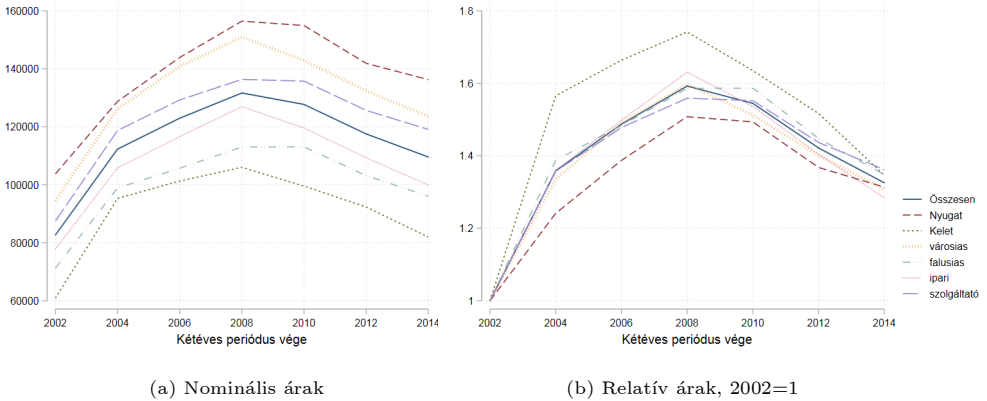 160000
140000
120000
100000
80000
60000
2002 2004 2006 2008 2010 2012 2014
Kétéves periódus vége
(a) Nominális árak
1.8
1.6
1.4
1.2
1
2002 2004 2006 2008 2010 2012 2014
Kétéves periódus vége
(b) Relatív árak, 2002=1
Összesen
Nyugat
Kelet
városias
falusias
ipari
szolgáltató